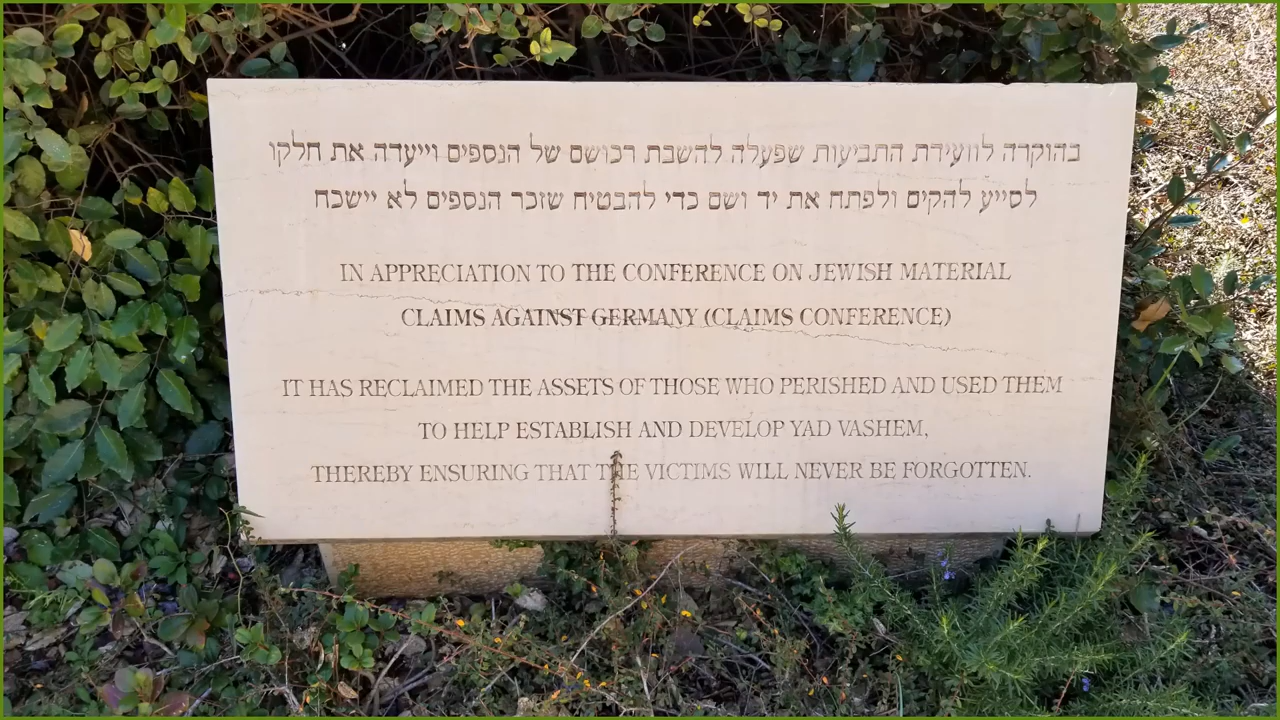 בהוקרה לוועידת התביעות שפעלה להשבת רכושם של הנספים וייעדה את חלקו
לסייע להקים ולפתח את יד ושם כדי להבטיח שזכר הנספים לא יישכח
IN APPRECIATION TO THE CONFERENCE ON JEWISH MATERIAL
CLAIMS AGAINST GERMANY (CLAIMS CONFERENCE)
IT HAS RECLAIMED THE ASSETS OF THOSE WHO PERISHED AND USED THEM
TO HELP ESTABLISH AND DEVELOP YAD VASHEM,
THEREBY ENSURING THAT THE VICTIMS WILL NEVER BE FORGOTTEN.